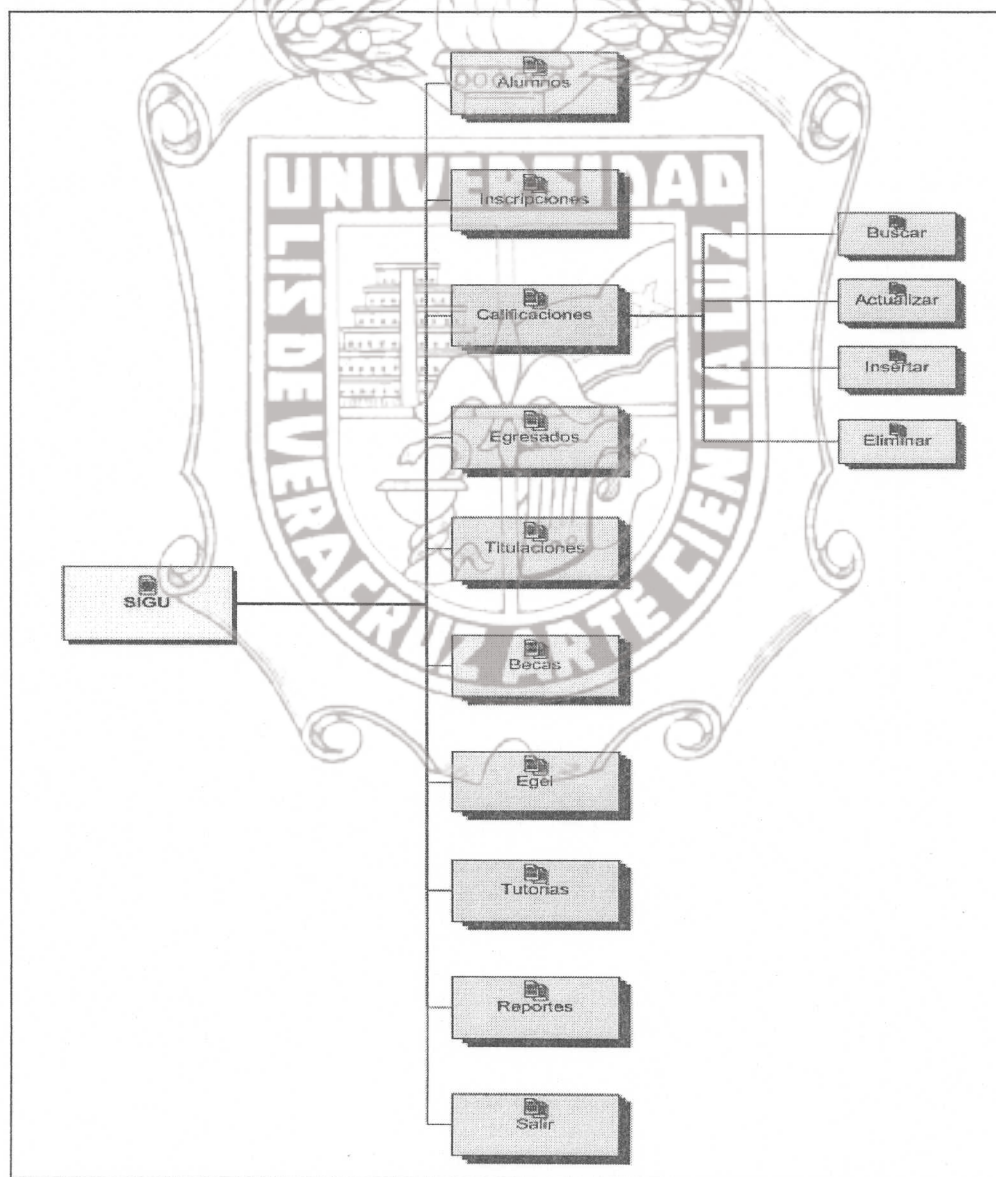 Alumnos
Inscripciones
Calificaciones
Egresados
Titulaciones
SIGU
Becas
Egel
Tutorias
Reportes
Salir
Buscar
Actualizar
Insertar
Eliminar
UNIVERSIDAD
LIS DE VERACRUZ ARTE CIENCIA LUZ